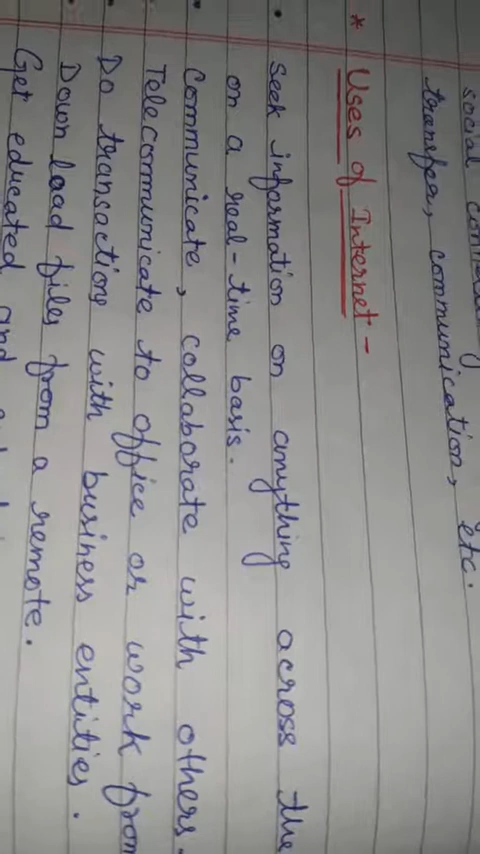 social
transfer, communication, etc.
* Uses of Internet -
• Seek information on anything across the
on a real-time basis.
• Communicate, collaborate with others.
Telecommunicate to office or work from
• Do transactions with business entities.
• Down load files from a remote.
Get educated and